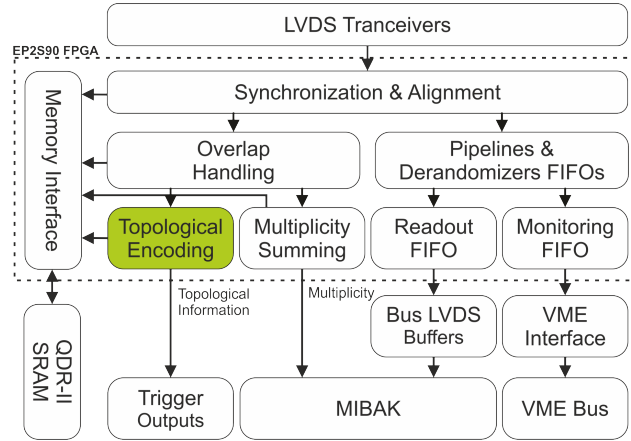 LVDS Tranceivers
EP2S90 FPGA
Memory Interface
Synchronization & Alignment
Overlap
Handling
Pipelines &
Derandomizers FIFOs
Topological
Encoding
Multiplicity
Summing
Readout
FIFO
Monitoring
FIFO
Topological
Information
Multiplicity
QDR-II
SRAM
Bus LVDS
Buffers
VME
Interface
Trigger
Outputs
MIBAK
VME Bus